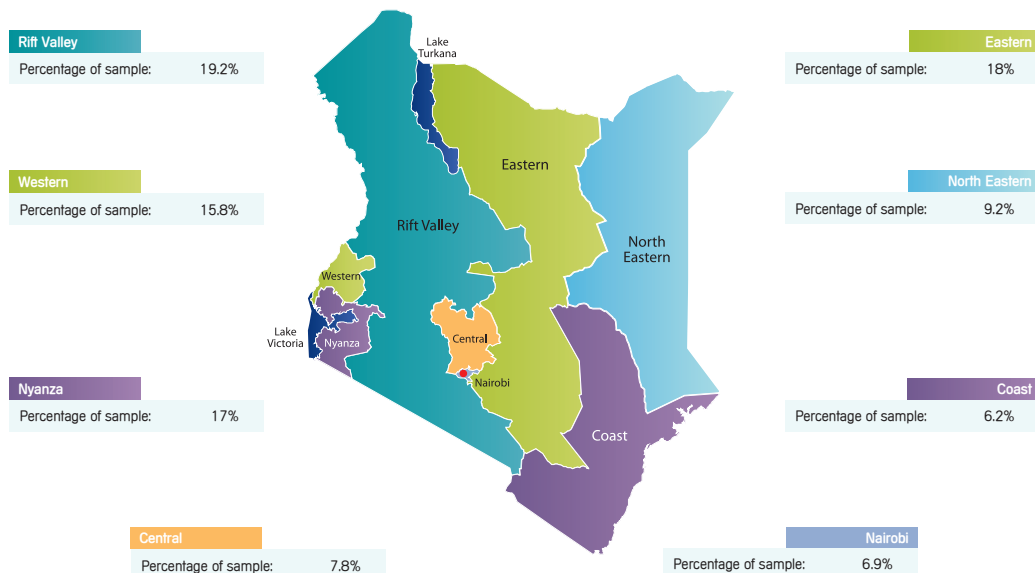 Rift Valley
Percentage of sample: 19.2%
Lake
Turkana
Eastern
Percentage of sample: 18%
Western
Percentage of sample: 15.8%
Eastern
North Eastern
Percentage of sample: 9.2%
Rift Valley
North
Eastern
Western
Lake
Victoria
Nyanza
Central
Nairobi
Nyanza
Percentage of sample: 17%
Coast
Percentage of sample: 6.2%
Coast
Central
Percentage of sample: 7.8%
Nairobi
Percentage of sample: 6.9%